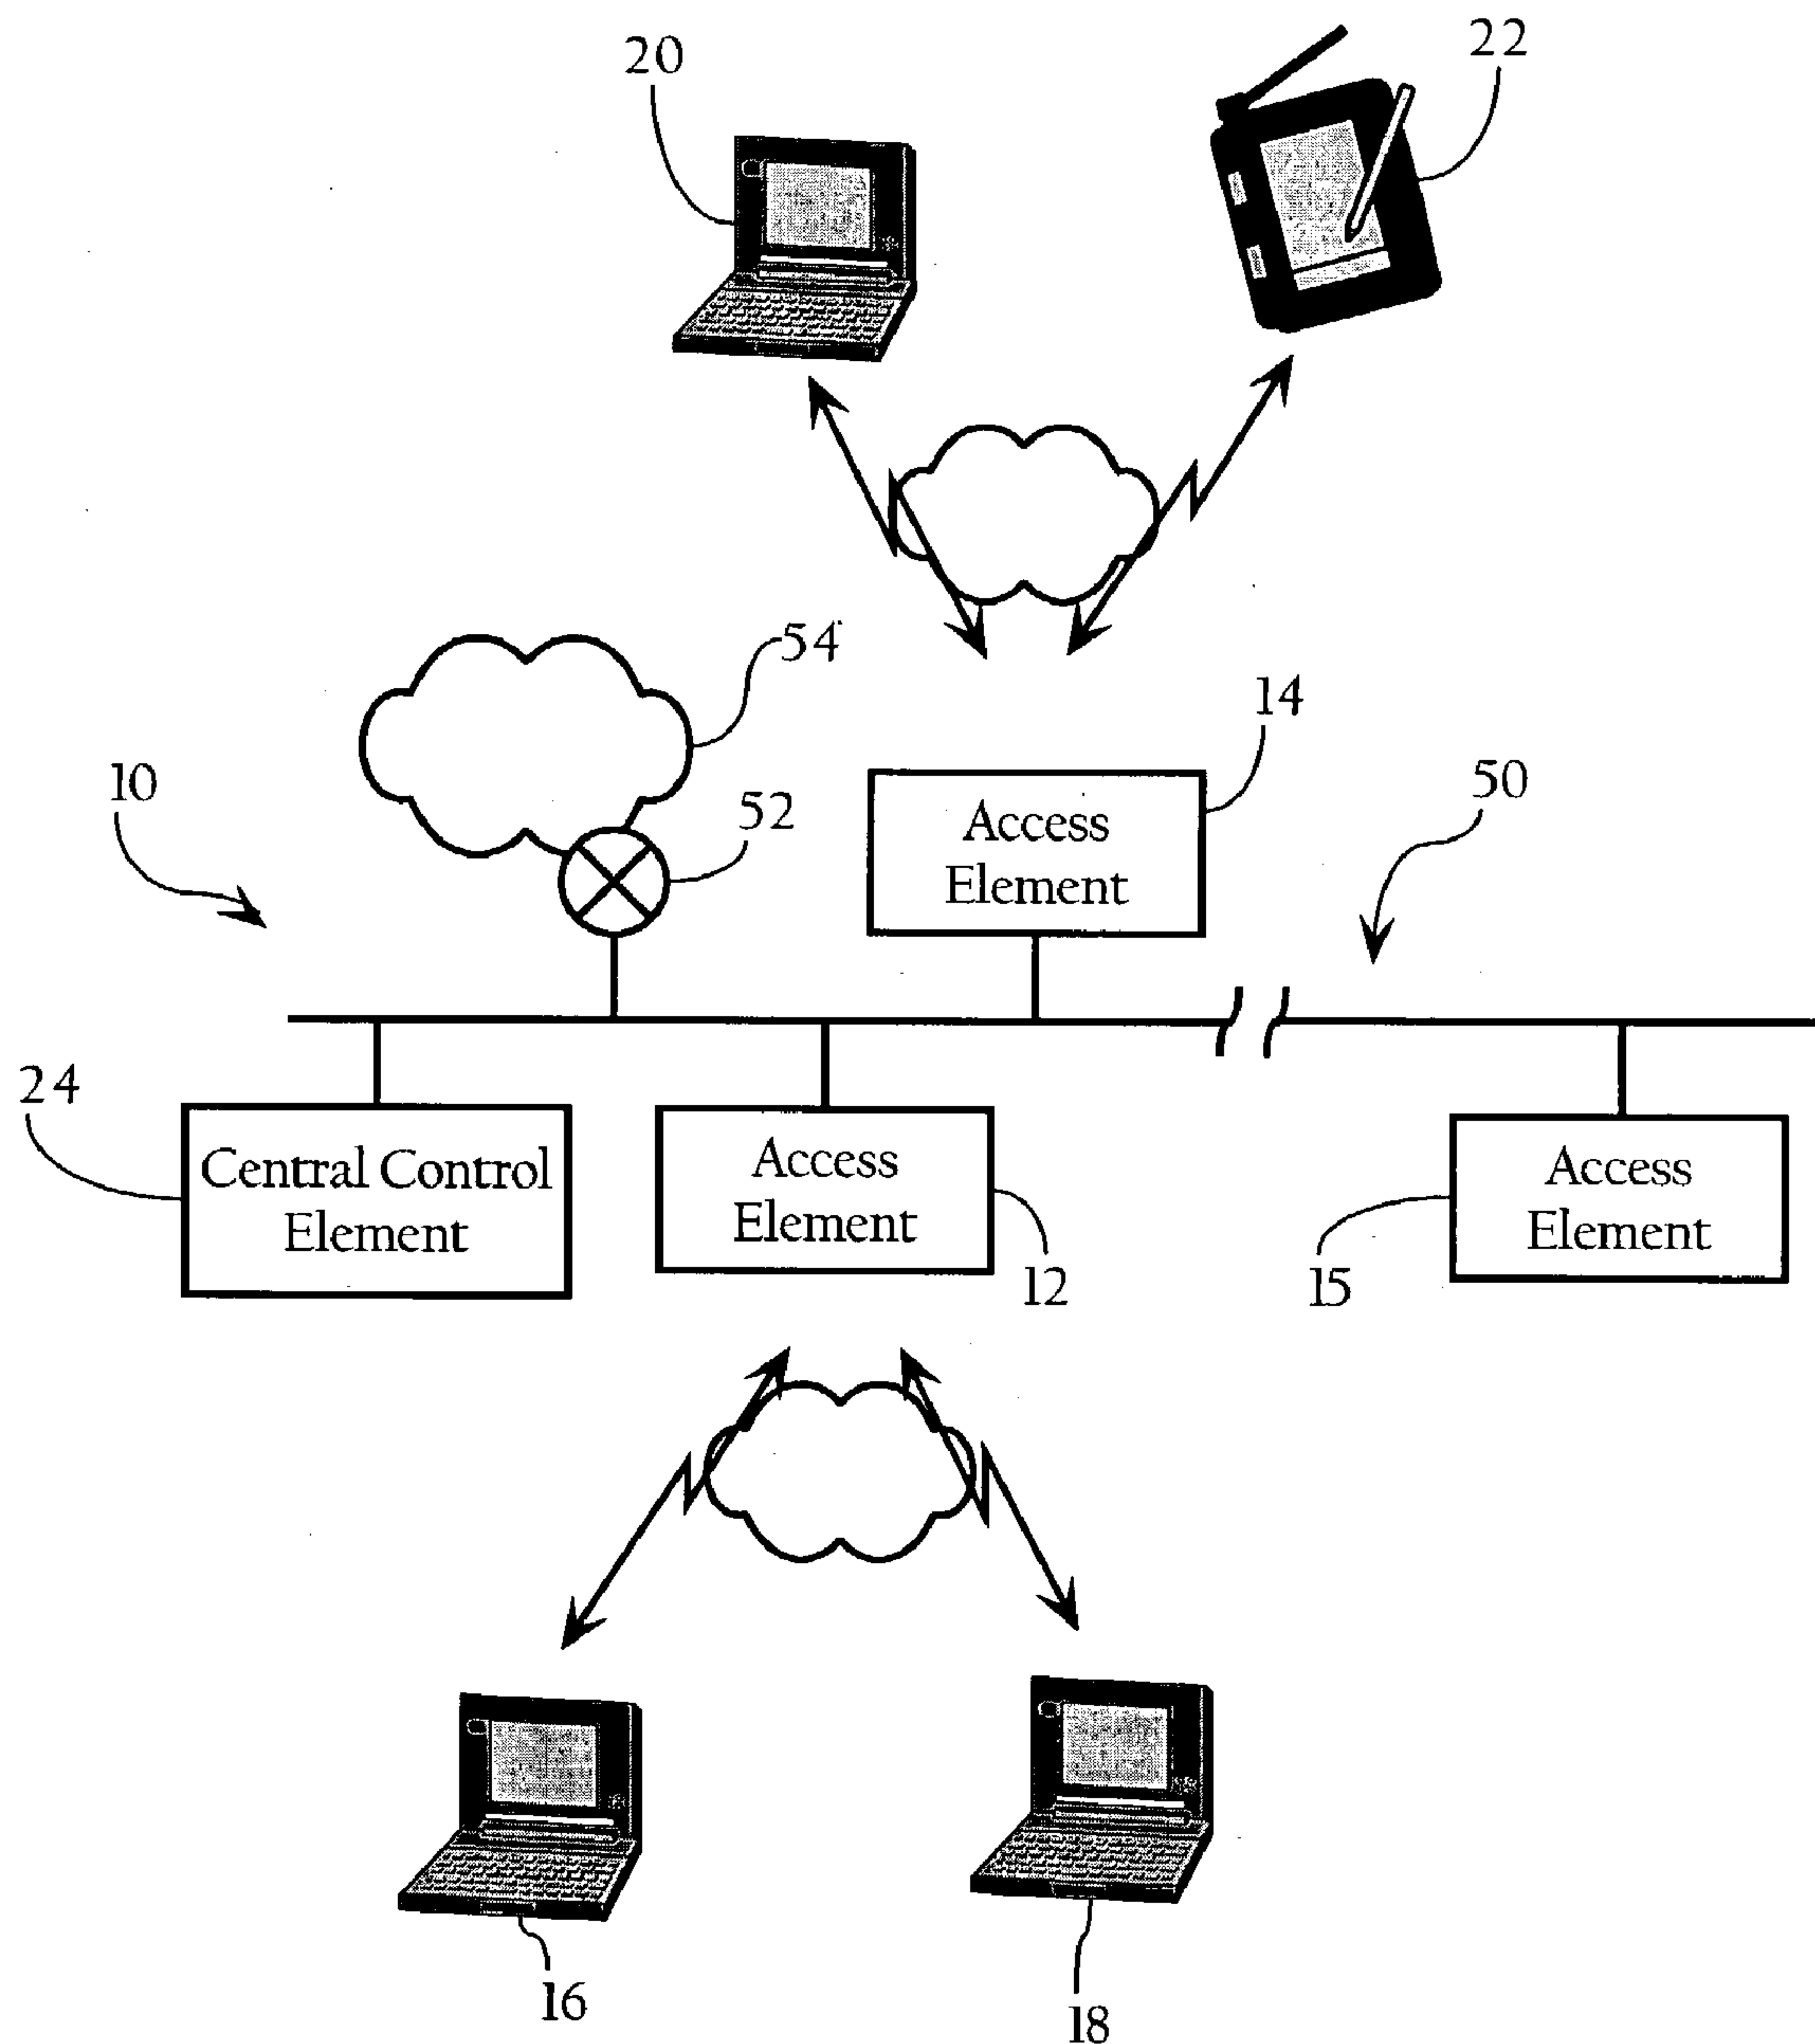 20
22
54
14
10
52
50
Access
Element
24
Central Control
Element
Access
Element
Access
Element
12
15
16
18